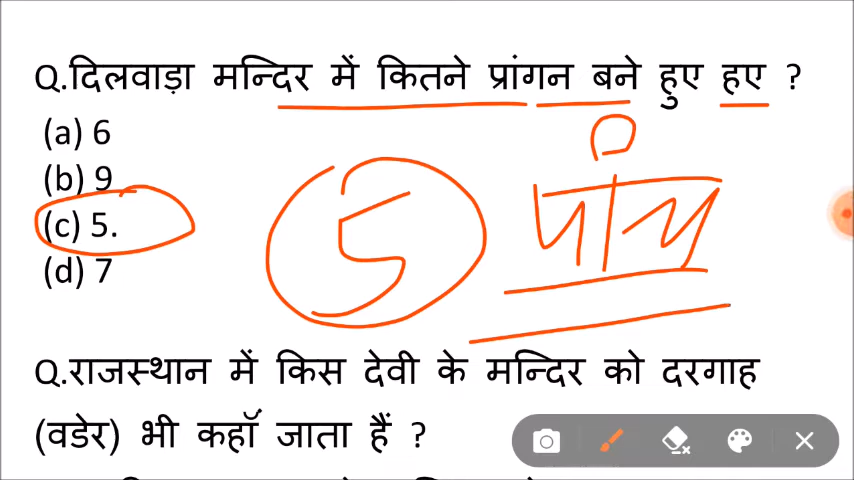 Q.दिलवाड़ा मन्दिर में कितने प्रांगन बने हुए हए ?
(a) 6
(b) 9
(c) 5.
(d) 7
5
पांच
Q.राजस्थान में किस देवी के मन्दिर को दरगाह
(वडेर) भी कहाॅ जाता हैं ?